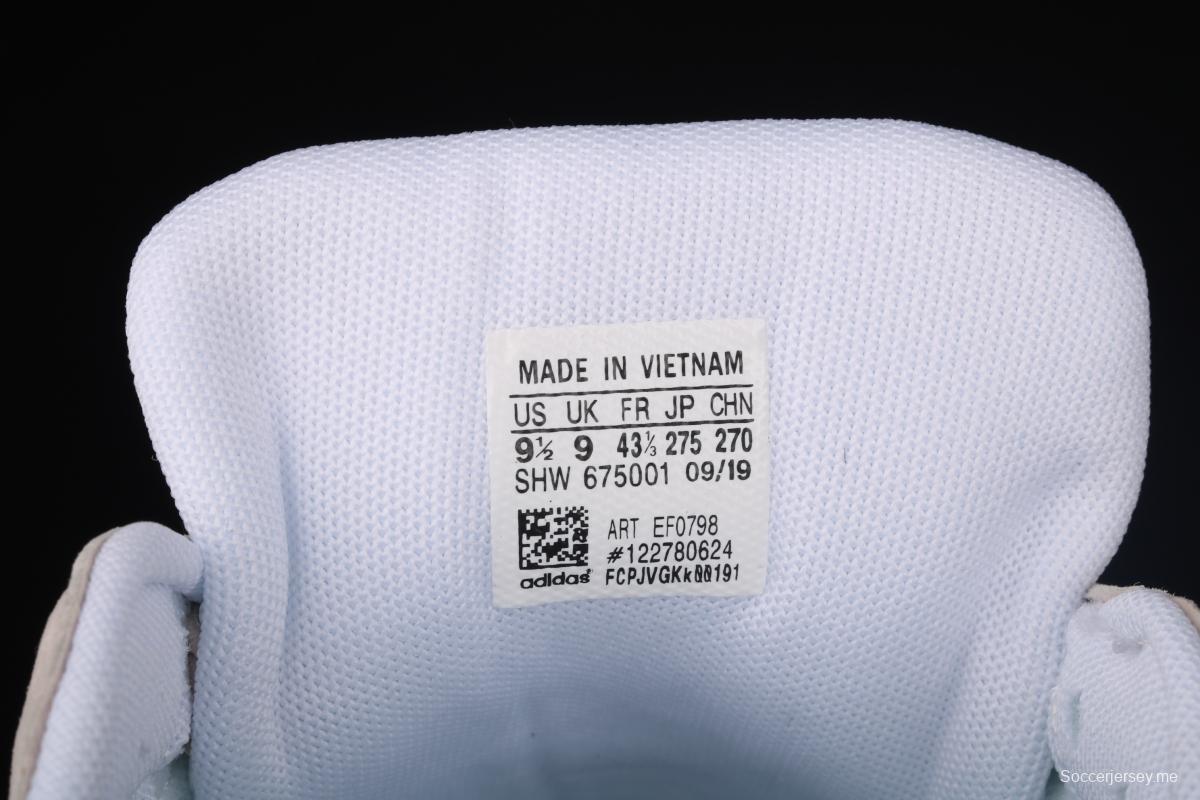 MADE IN VIETNAM
US UK FR JP CHN
9½ 9 43⅓ 275 270
SHW 675001 09/19
ART EF0798
#122780624
adidas® FCPJVGKk00191
Soccerjersey.me